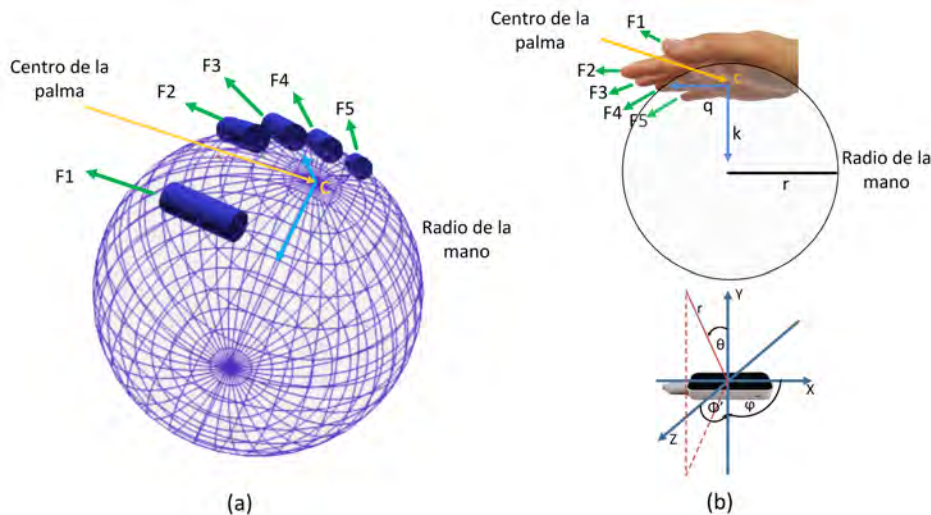 Centro de la
palma
F1
F2
F3
F4
F5
C
Radio de la
mano
(a)
Centro de la
palma
F1
F2
F3
F4
F5
c
q
k
r
Radio de la
mano
Y
r
θ
X
Φ'
φ
Z
(b)